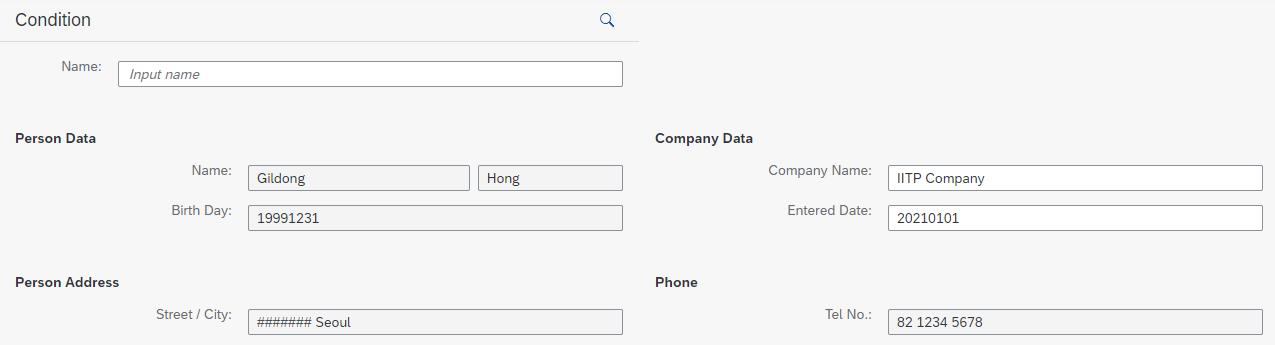 Condition
Name: Input name
Person Data
Name: Gildong Hong
Birth Day: 19991231
Company Data
Company Name: IITP Company
Entered Date: 20210101
Person Address
Street / City: ####### Seoul
Phone
Tel No.: 82 1234 5678